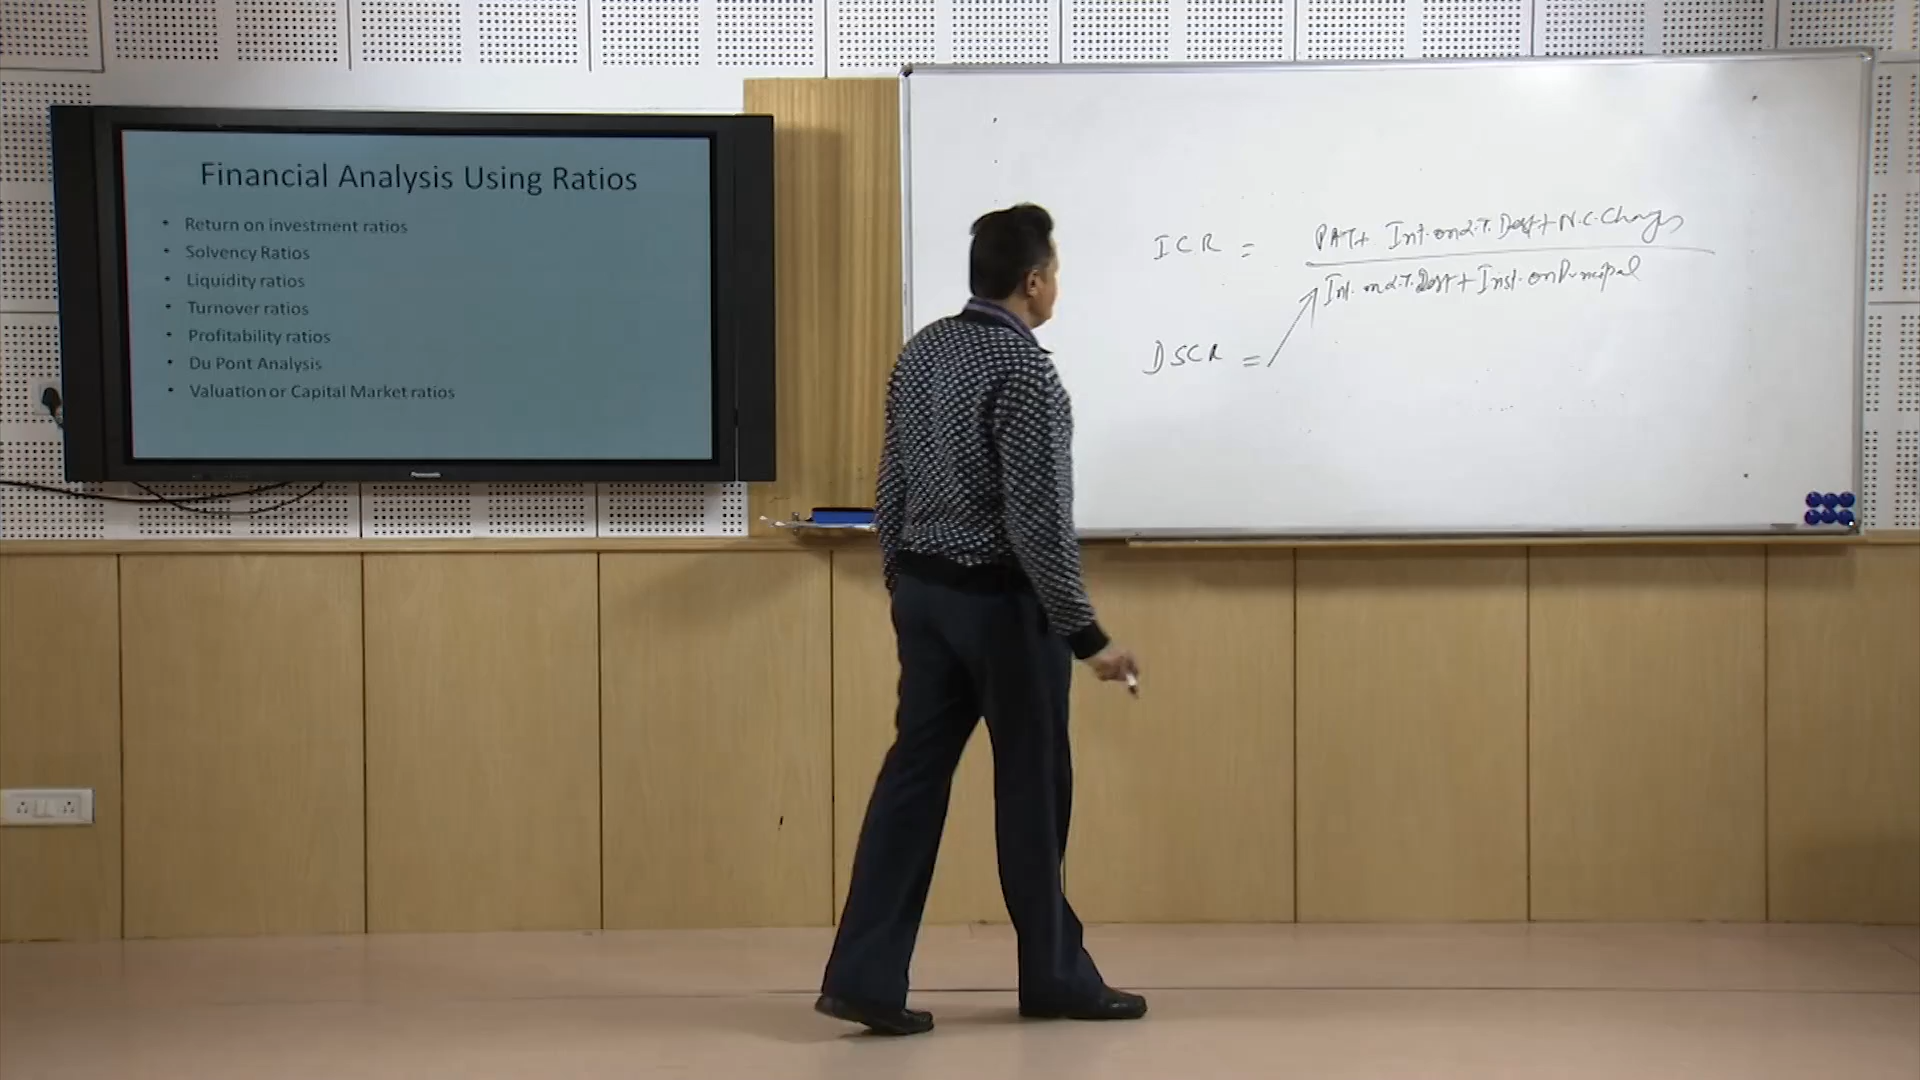 Financial Analysis Using Ratios
• Return on investment ratios
• Solvency Ratios
• Liquidity ratios
• Turnover ratios
• Profitability ratios
• Du Pont Analysis
• Valuation or Capital Market ratios
Panasonic
ICR = PAT + Int. on L.T. Debt + N.C. Charges
Int. on L.T. Debt + Inst. on Principal
DSCR =